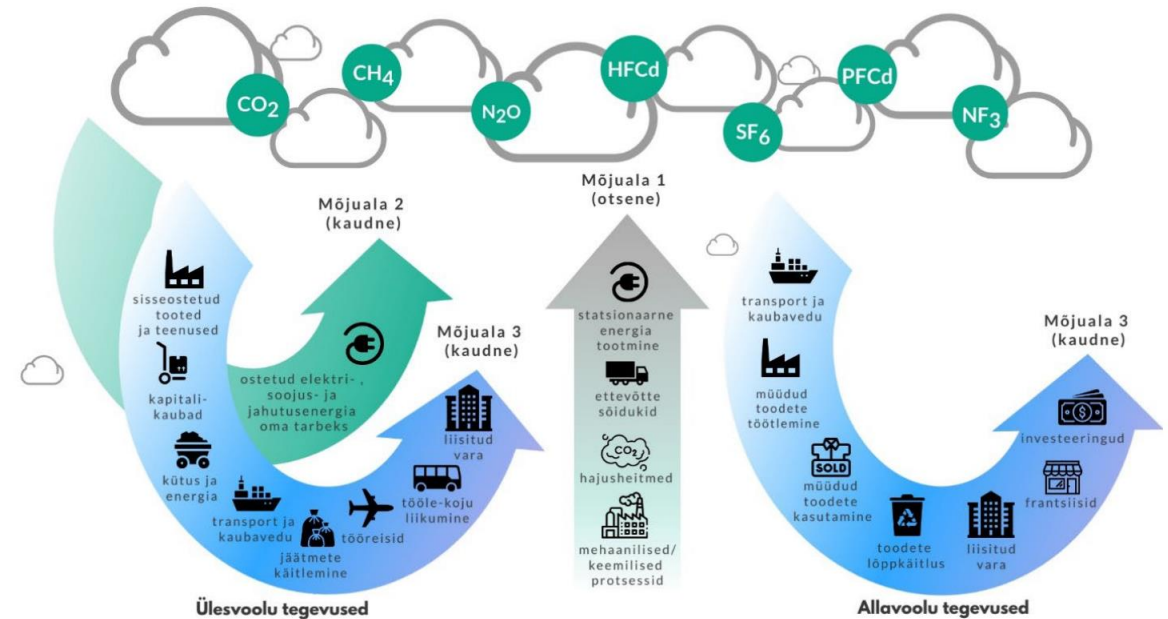 CO2
CH4
N2O
HFCd
SF6
PFCd
NF3
Mõjuala 2
(kaudne)
ostetud elektri-,
soojus- ja
jahutusenergia
oma tarbeks
Mõjuala 3
(kaudne)
sisseostetud
tooted
ja teenused
kapitali-
kaubad
kütus ja
energia
transport ja
kaubavedu
jäätmete
käitlemine
tööreisid
tööle-koju
liikumine
liisitud
vara
Ülesvoolu tegevused
Mõjuala 1
(otsene)
statsionaarne
energia
tootmine
ettevõtte
sõidukid
CO2
hajusheitmed
mehaanilised/
keemilised
protsessid
Mõjuala 3
(kaudne)
transport ja
kaubavedu
müüdud
toodete
töötlemine
SOLD
müüdud
toodete
kasutamine
toodete
lõppkäitlus
liisitud
vara
frantsiisid
$
investeeringud
Allavoolu tegevused